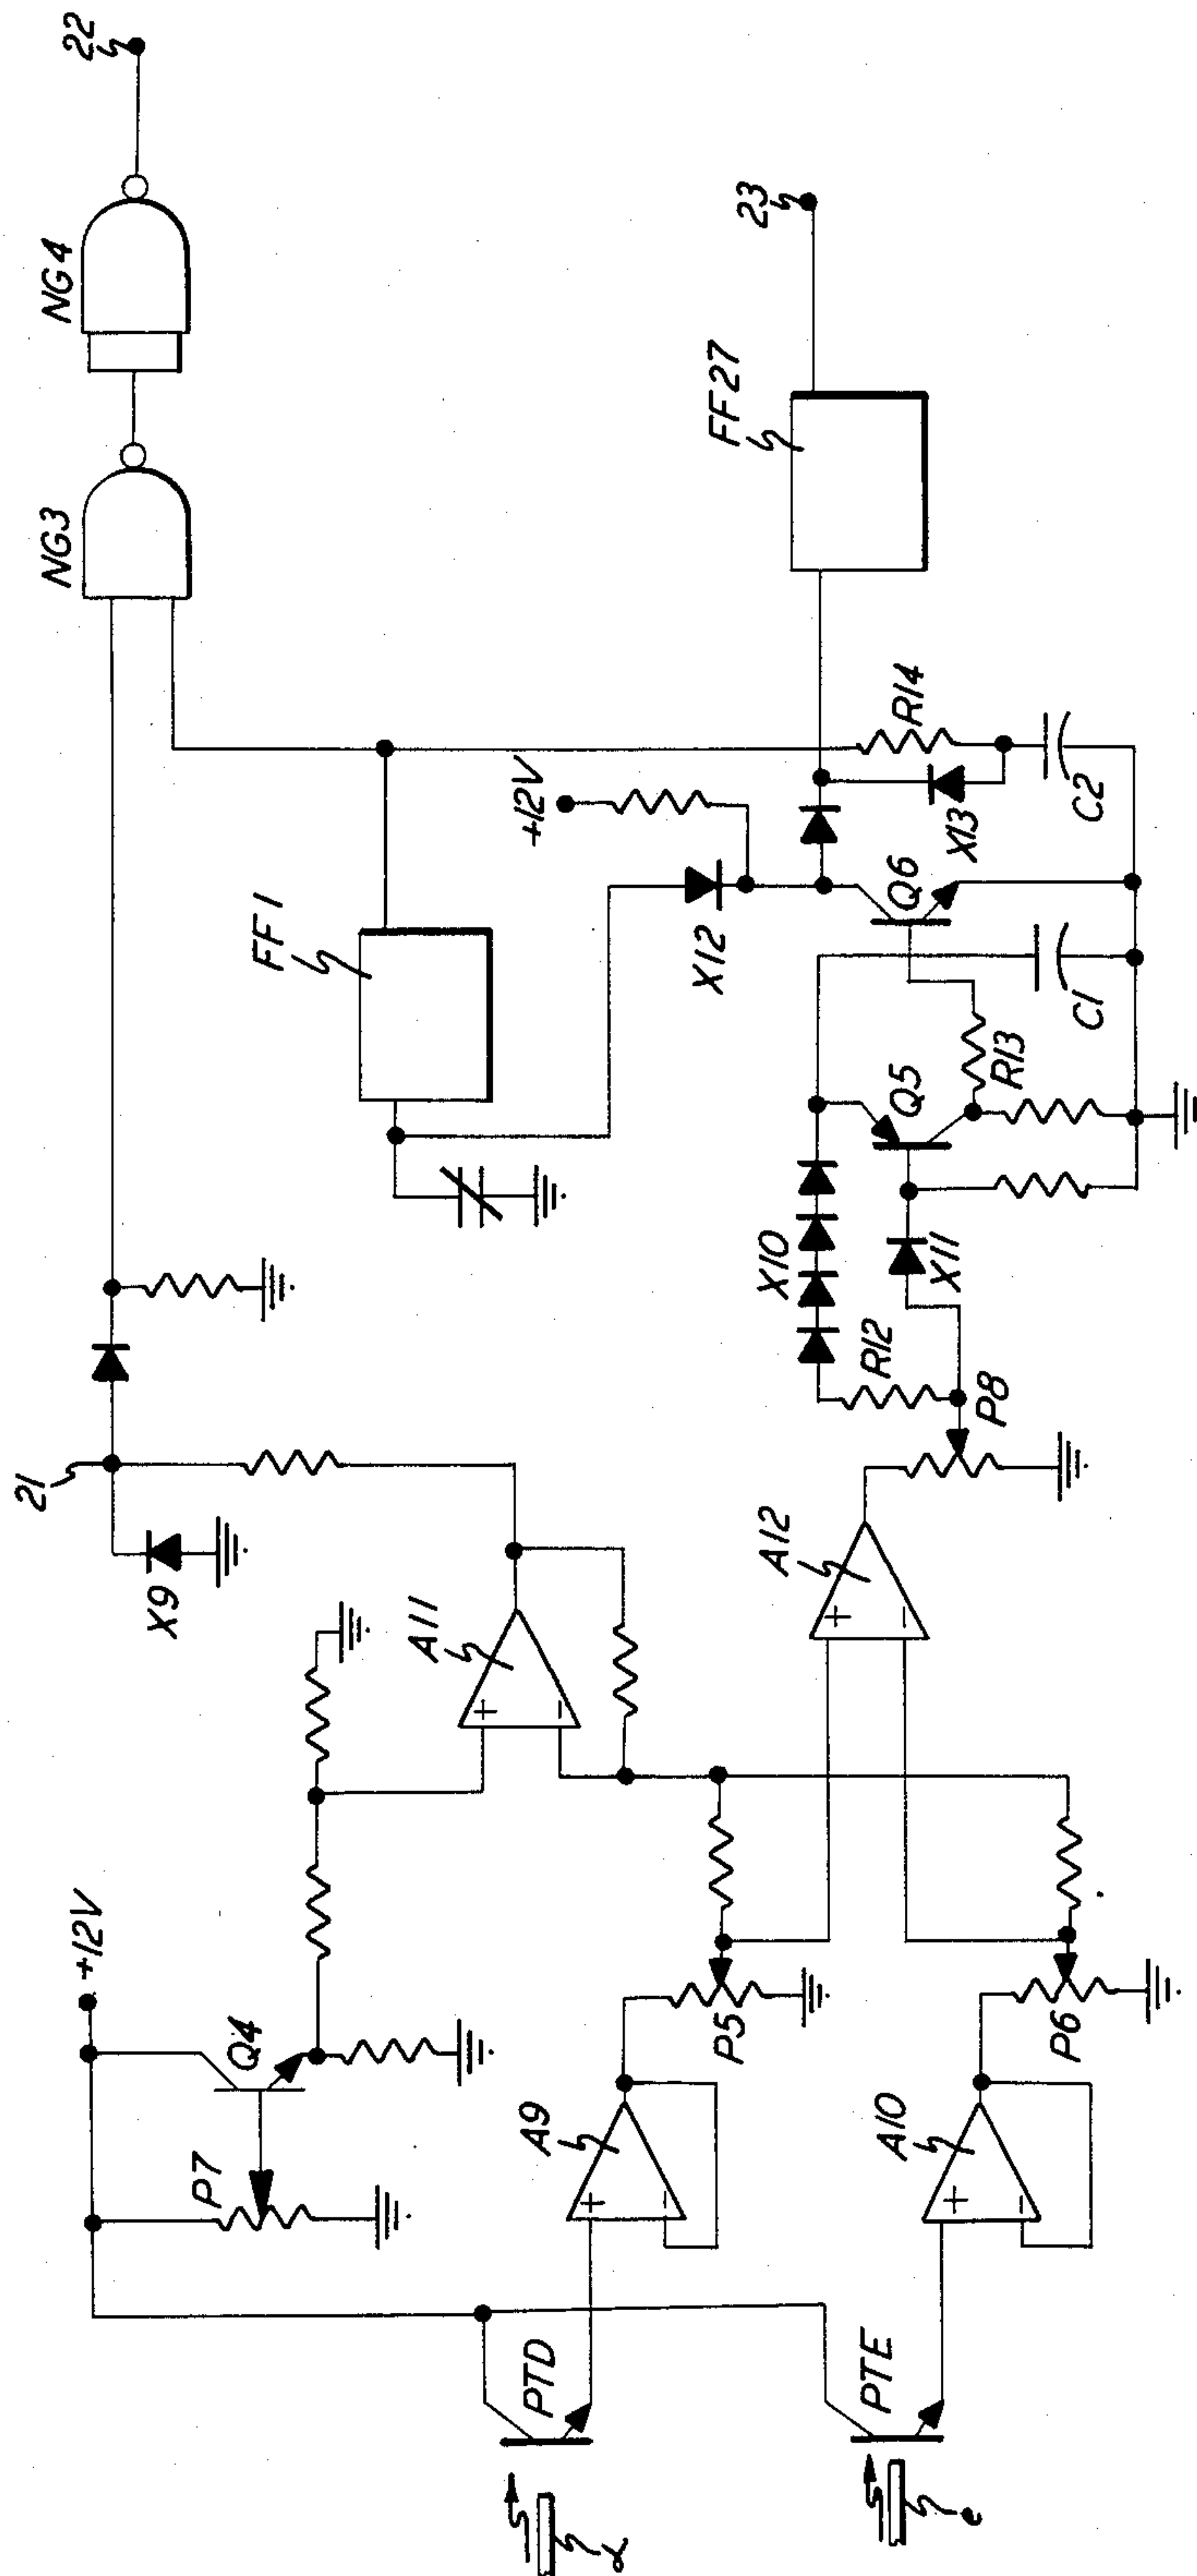 22
NG4
NG3
23
FF27
FF1
+12V
R14
X12
X13
C2
Q6
C1
Q5
R13
X10
X11
R12
P8
21
X9
A11
A12
+
-
+
-
+12V
Q4
P7
P5
P6
A9
A10
+
-
+
-
PTD
PTE
d
e